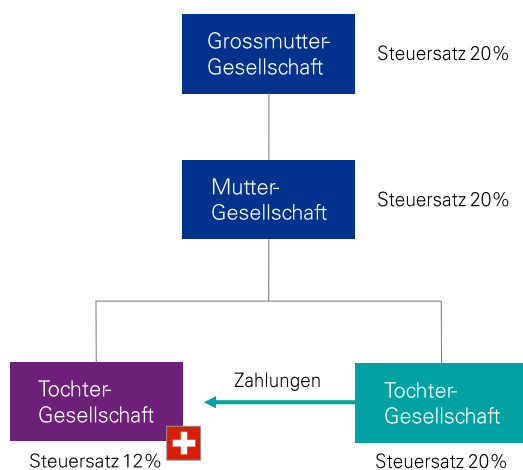 Grossmutter-
Gesellschaft
Steuersatz 20%
Mutter-
Gesellschaft
Steuersatz 20%
Zahlungen
Tochter-
Gesellschaft
Tochter-
Gesellschaft
Steuersatz 12%
Steuersatz 20%